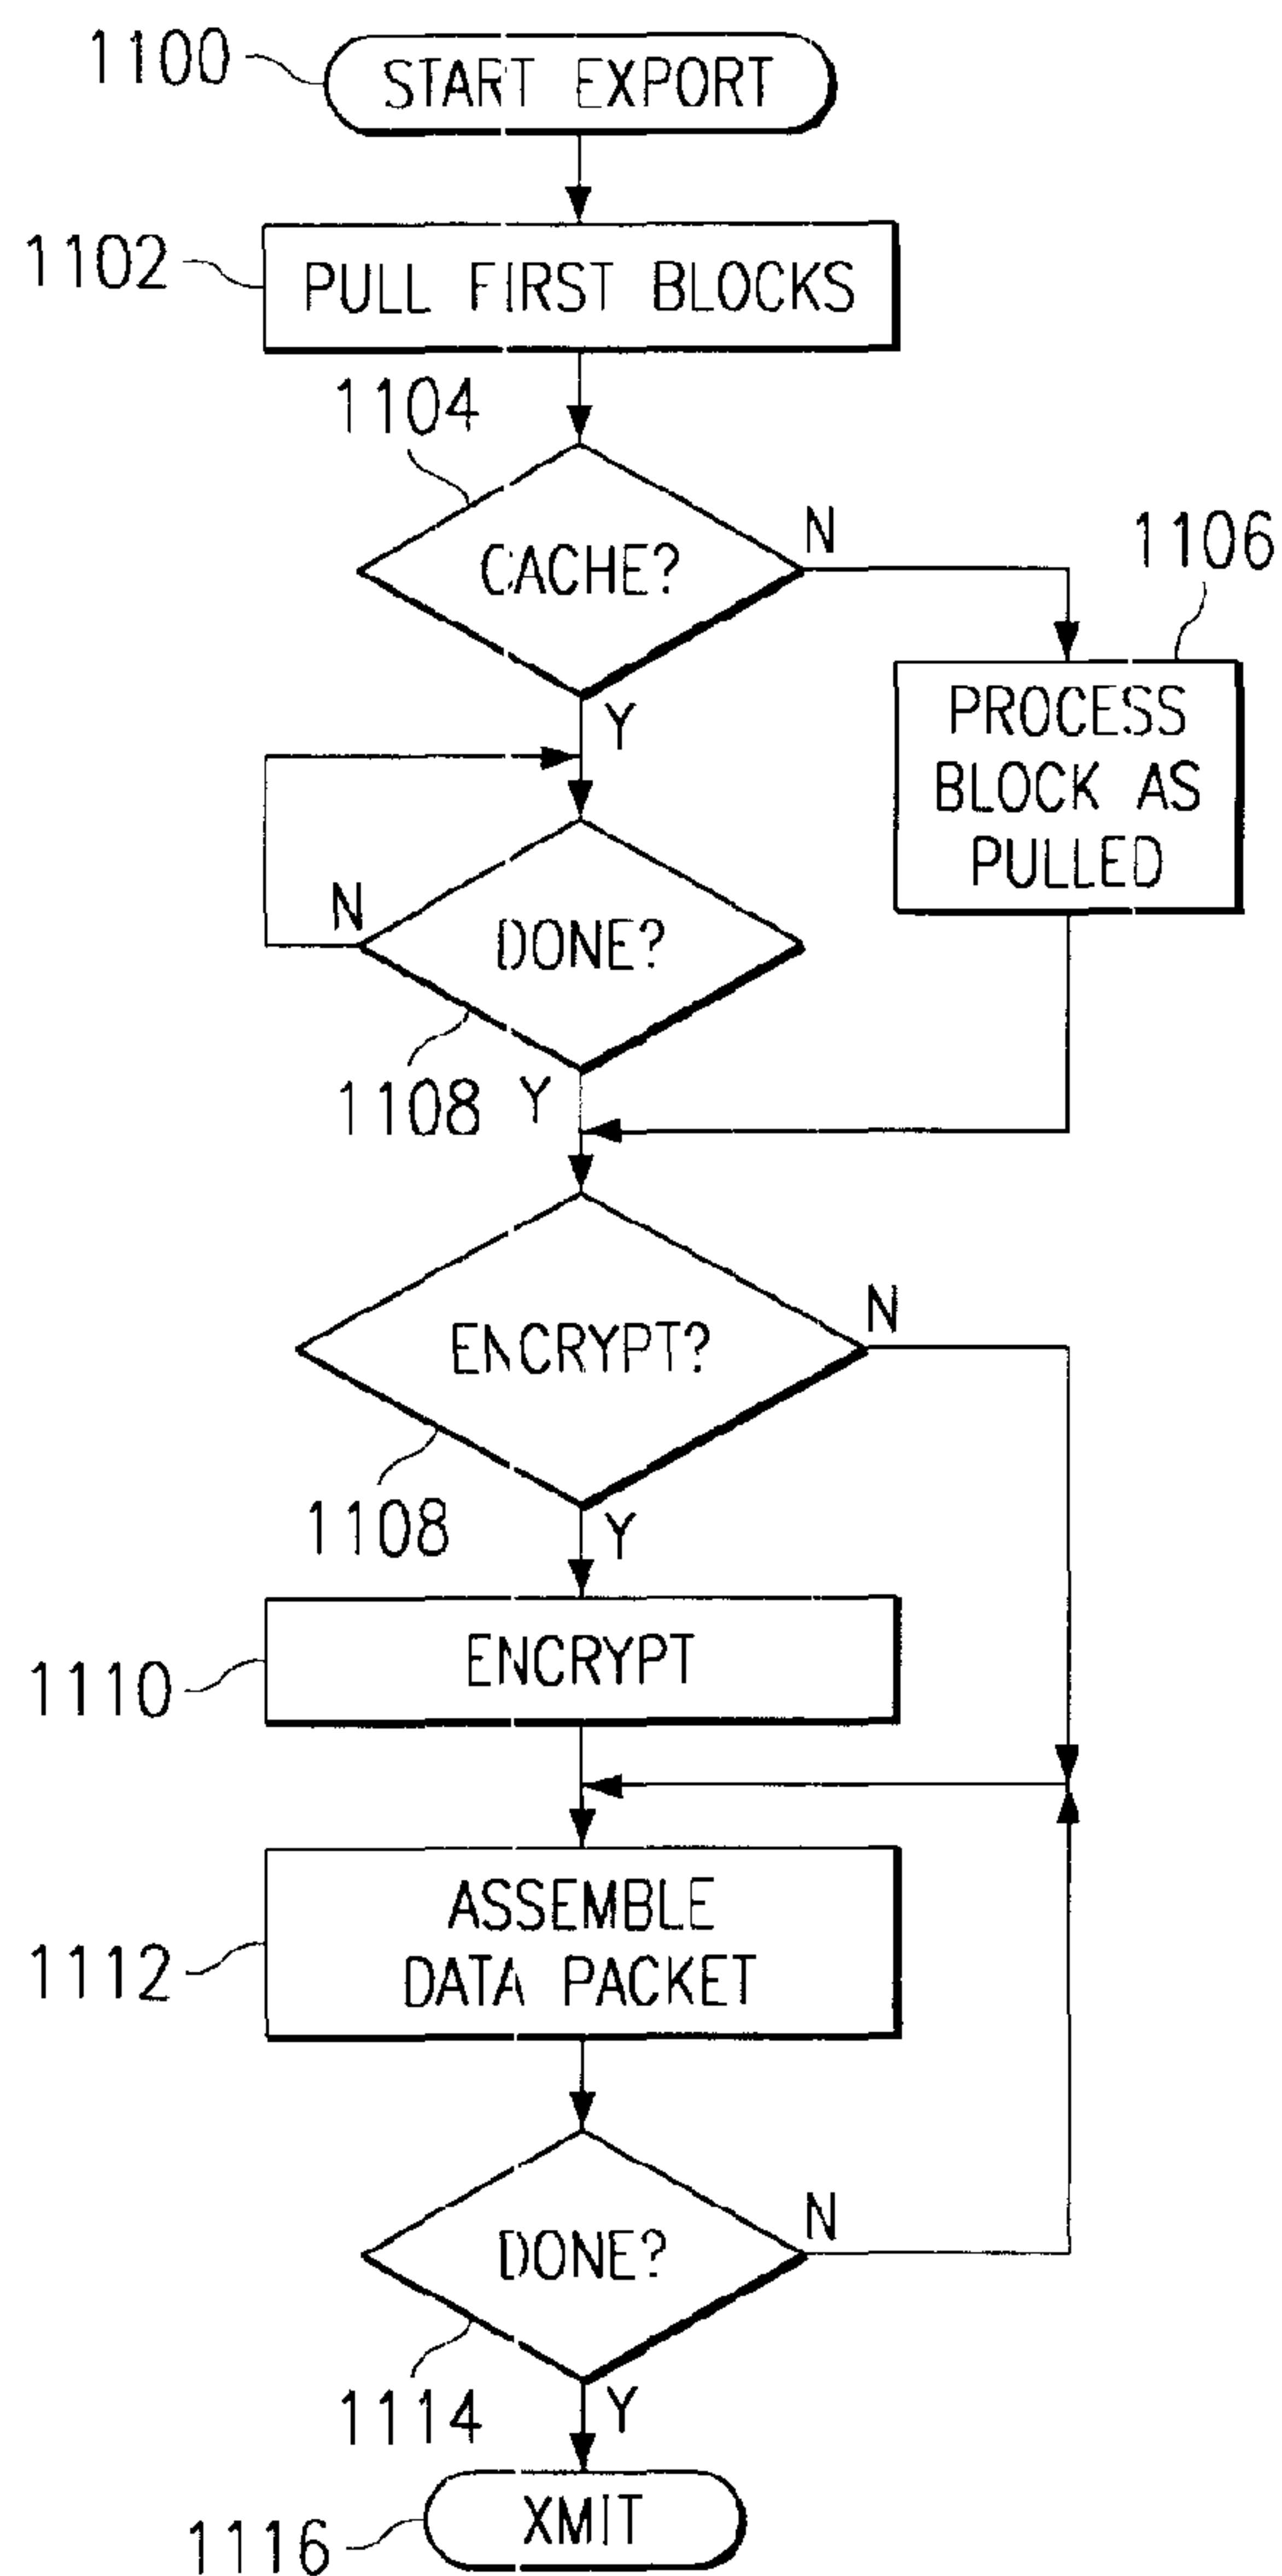 1100
START EXPORT
1102
PULL FIRST BLOCKS
1104
CACHE?
N
1106
Y
PROCESS
BLOCK AS
PULLED
N
DONE?
1108
Y
ENCRYPT?
N
1108
Y
1110
ENCRYPT
1112
ASSEMBLE
DATA PACKET
DONE?
N
1114
Y
1116
XMIT